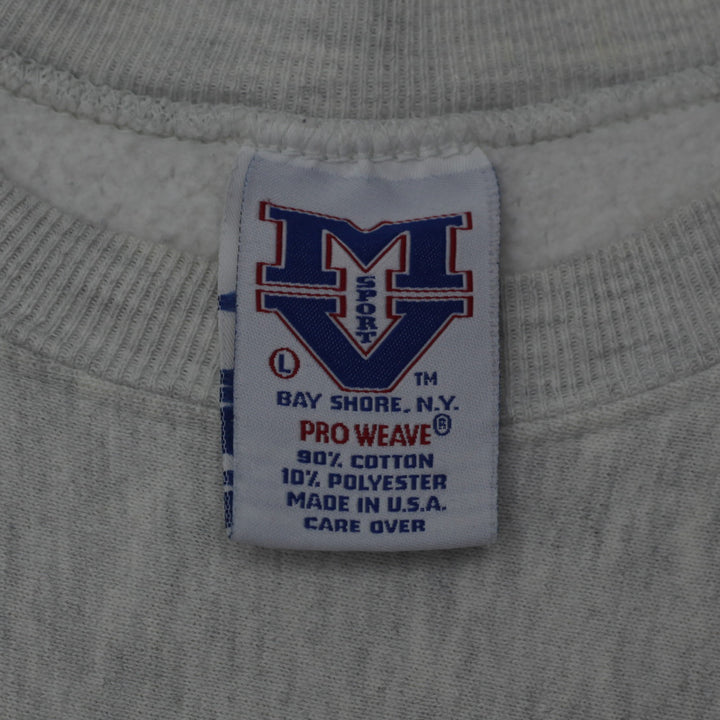 MV
SPORT
L
TM
BAY SHORE, N.Y.
PRO WEAVE®
90% COTTON
10% POLYESTER
MADE IN U.S.A.
CARE OVER